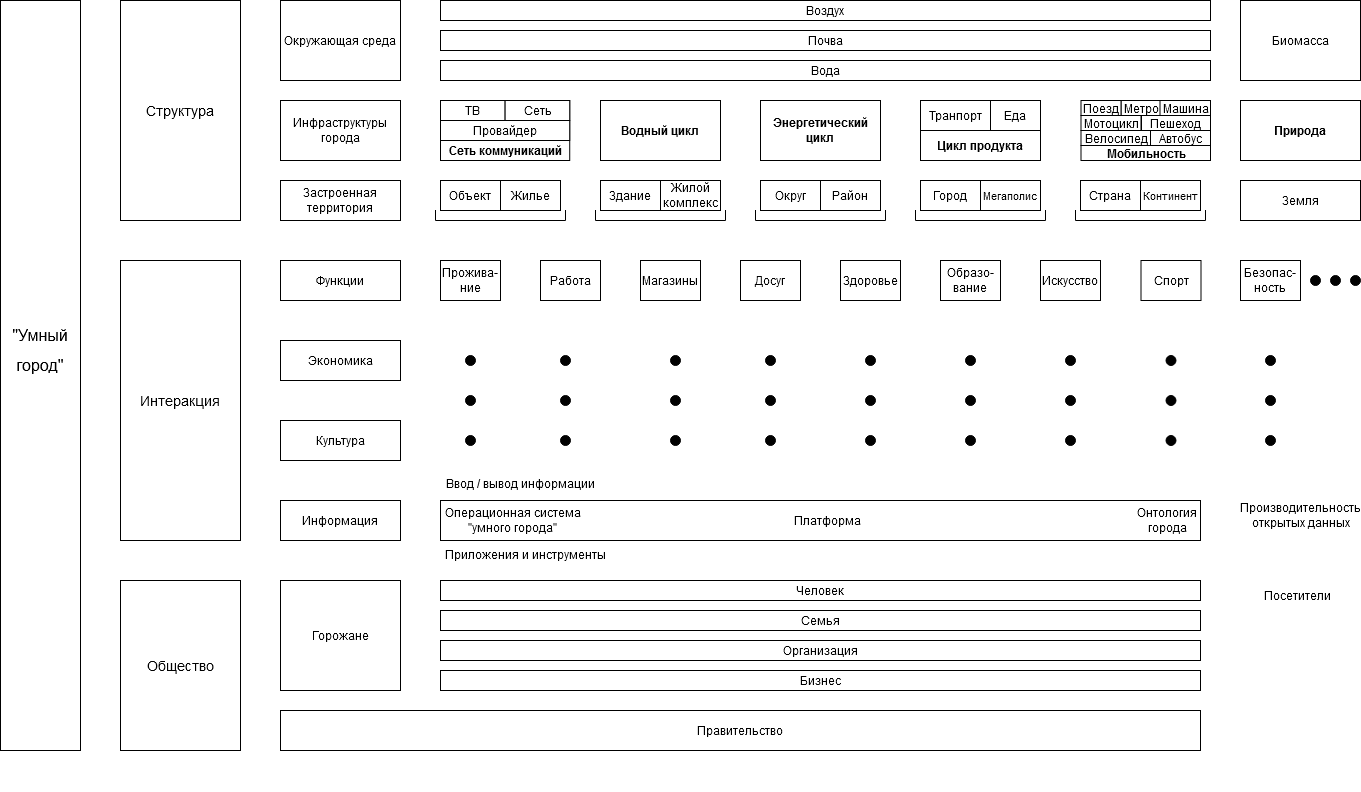 "Умный
город"
Структура
Окружающая среда
Воздух
Почва
Вода
Биомасса
Инфраструктуры
города
ТВ
Сеть
Провайдер
Сеть коммуникаций
Водный цикл
Энергетический
цикл
Транпорт
Еда
Цикл продукта
Поезд
Метро
Машина
Мотоцикл
Пешеход
Велосипед
Автобус
Мобильность
Природа
Застроенная
территория
Объект
Жилье
Здание
Жилой
комплекс
Округ
Район
Город
Мегаполис
Страна
Континент
Земля
Интеракция
Функции
Прожива-
ние
Работа
Магазины
Досуг
Здоровье
Образо-
вание
Искусство
Спорт
Безопас-
ность
Экономика
Культура
Ввод / вывод информации
Информация
Операционная система
"умного города"
Платформа
Онтология
города
Производительность
открытых данных
Приложения и инструменты
Общество
Горожане
Человек
Семья
Организация
Бизнес
Посетители
Правительство